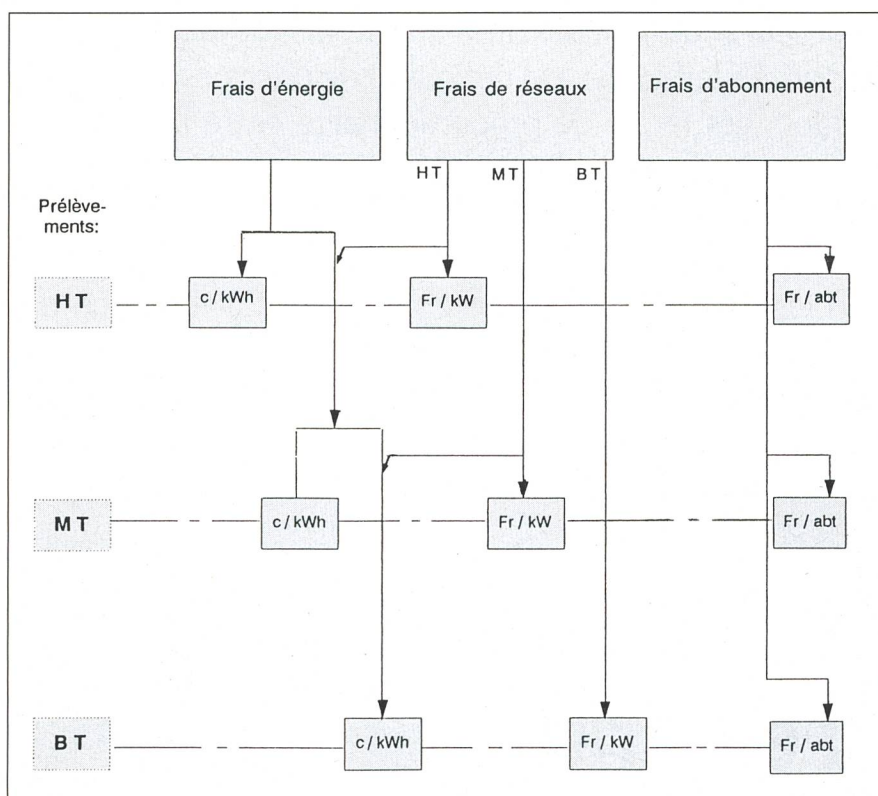 Frais d'énergie
Frais de réseaux
Frais d'abonnement
HT
MT
BT
Prélève-
ments:
HT
c / kWh
Fr / kW
Fr / abt
MT
c / kWh
Fr / kW
Fr / abt
BT
c / kWh
Fr / kW
Fr / abt